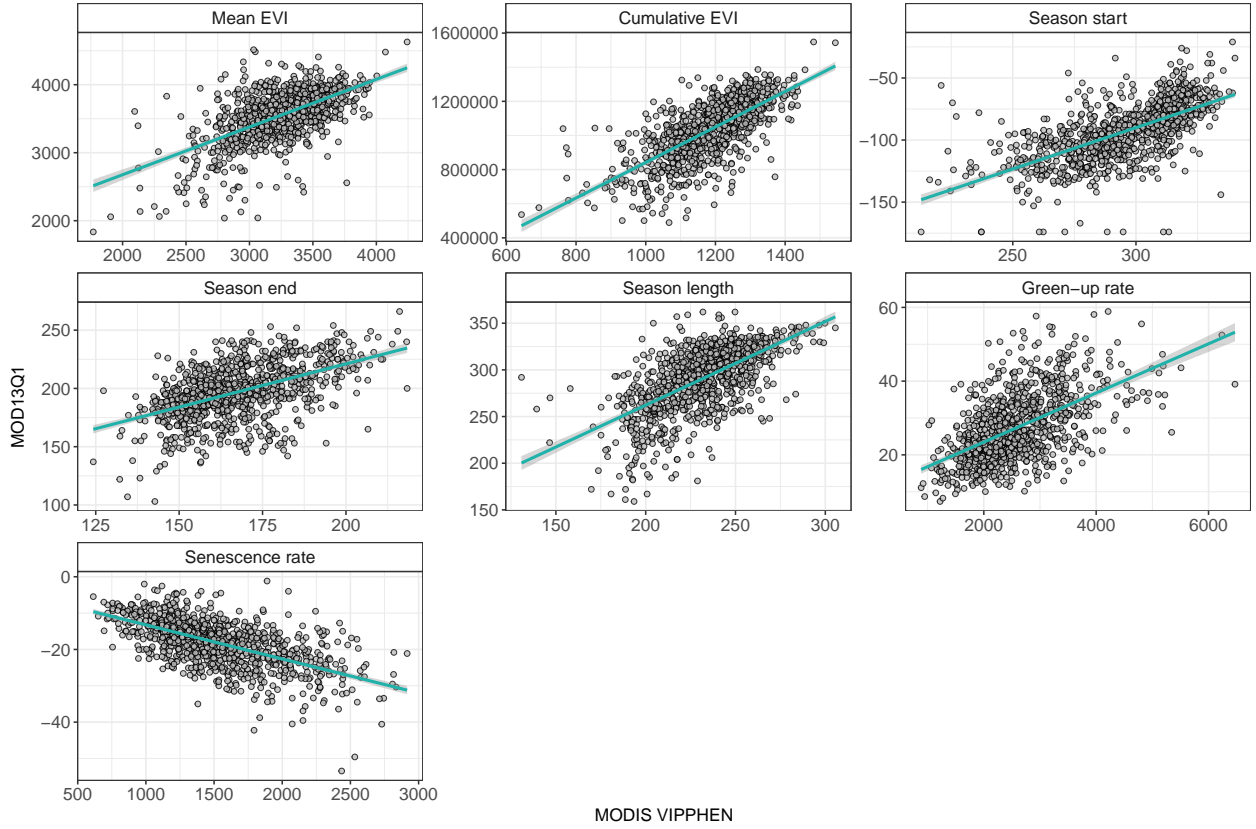 Mean EVI
Cumulative EVI
Season start
4000
3000
2000
2000 2500 3000 3500 4000
1600000
1200000
800000
400000
600 800 1000 1200 1400
−50
−100
−150
250 300
Season end
Season length
Green−up rate
250
200
150
100
125 150 175 200
350
300
250
200
150
150 200 250 300
60
40
20
2000 4000 6000
Senescence rate
0
−20
−40
500 1000 1500 2000 2500 3000
MOD13Q1
MODIS VIPPHEN